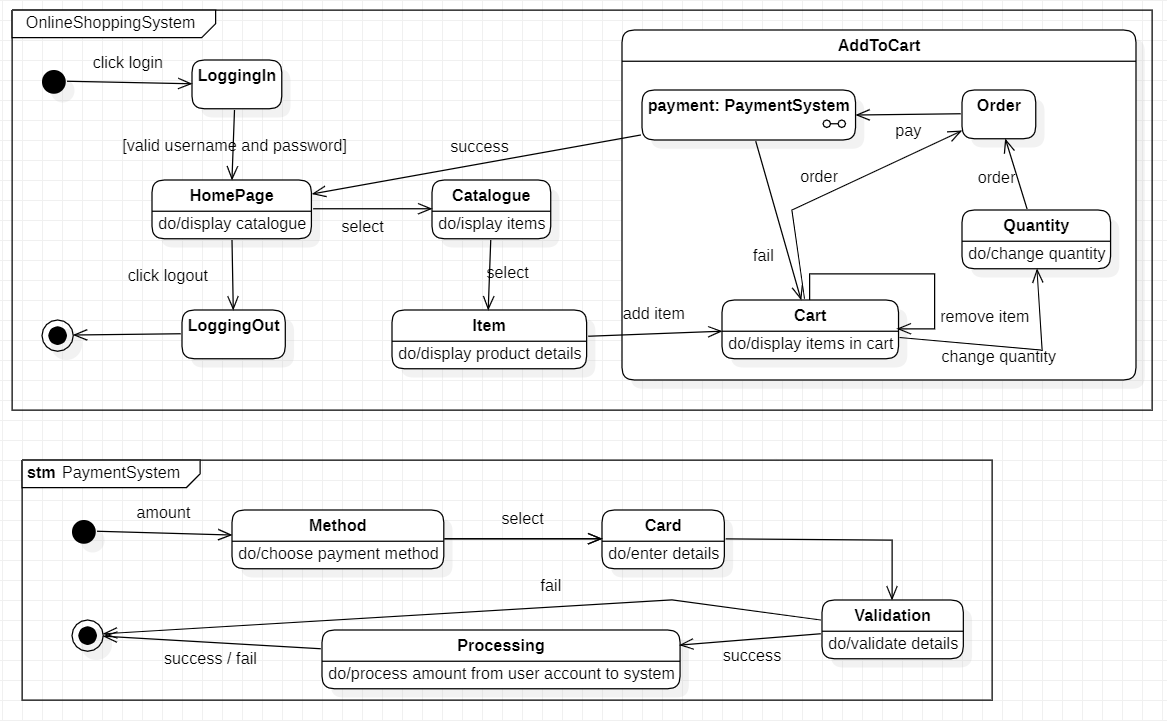 OnlineShoppingSystem
click login
LoggingIn
[valid username and password]
HomePage
do/display catalogue
click logout
LoggingOut
select
Catalogue
do/isplay items
select
Item
do/display product details
add item
success
AddToCart
payment: PaymentSystem
pay
Order
order
order
Quantity
do/change quantity
fail
Cart
do/display items in cart
remove item
change quantity
stm PaymentSystem
amount
Method
do/choose payment method
select
Card
do/enter details
fail
Validation
do/validate details
success
Processing
do/process amount from user account to system
success / fail